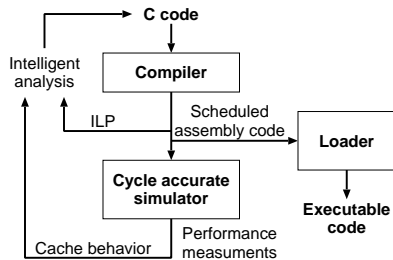 C code
Intelligent
analysis
Compiler
ILP
Scheduled
assembly code
Loader
Cycle accurate
simulator
Executable
code
Cache behavior
Performance
measuments